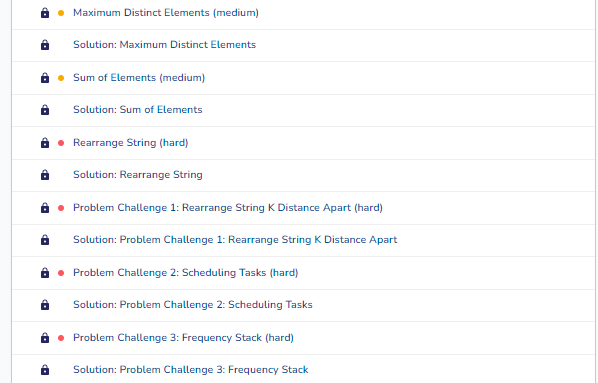 Maximum Distinct Elements (medium)
Solution: Maximum Distinct Elements
Sum of Elements (medium)
Solution: Sum of Elements
Rearrange String (hard)
Solution: Rearrange String
Problem Challenge 1: Rearrange String K Distance Apart (hard)
Solution: Problem Challenge 1: Rearrange String K Distance Apart
Problem Challenge 2: Scheduling Tasks (hard)
Solution: Problem Challenge 2: Scheduling Tasks
Problem Challenge 3: Frequency Stack (hard)
Solution: Problem Challenge 3: Frequency Stack